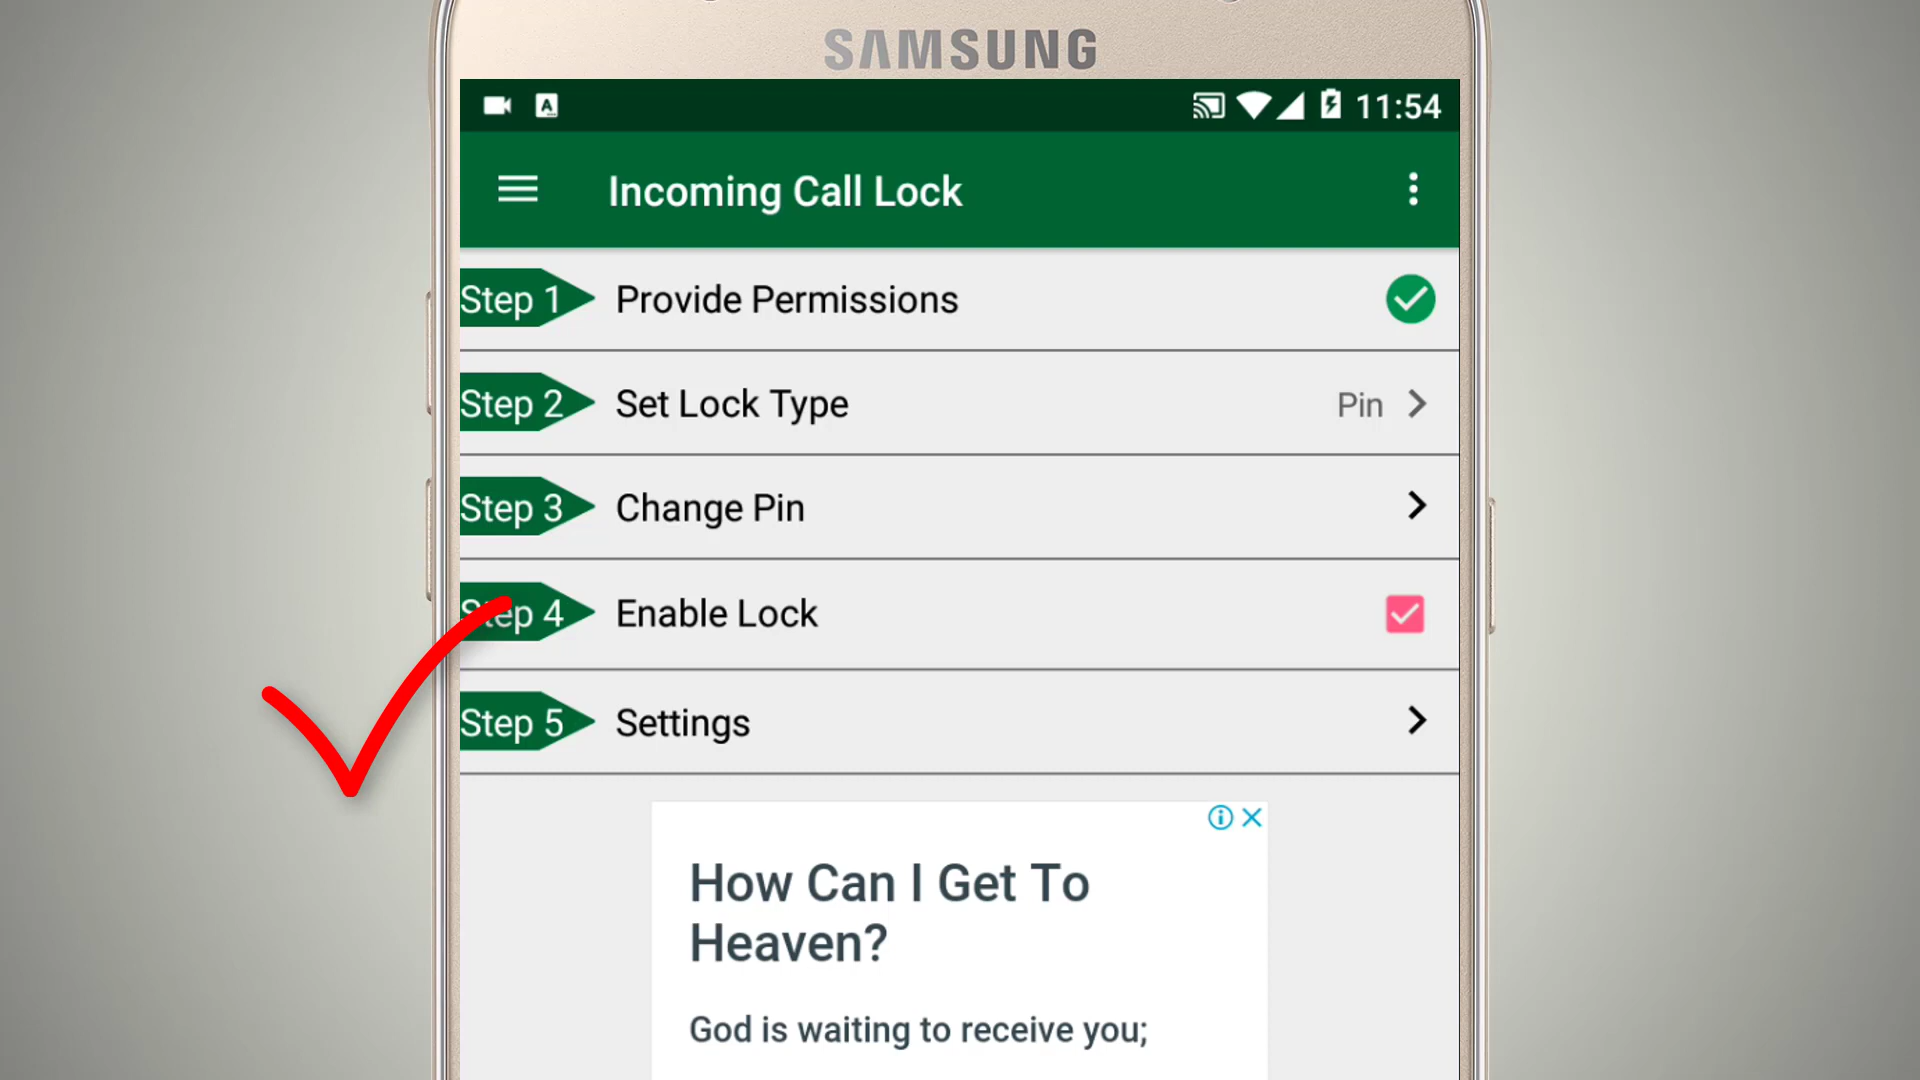 SAMSUNG
A 11:54
Incoming Call Lock
Step 1 Provide Permissions
Step 2 Set Lock Type Pin
Step 3 Change Pin
Step 4 Enable Lock
Step 5 Settings
How Can I Get To
Heaven?
God is waiting to receive you;